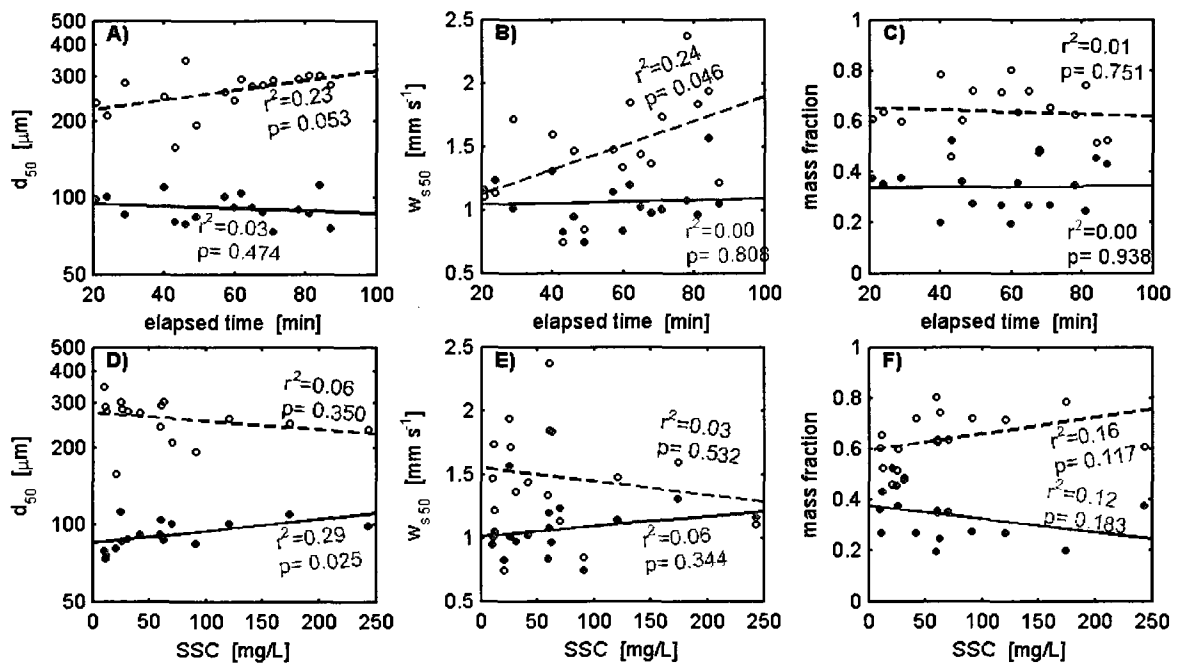 A)
500
400
300
200
100
50
d50 [µm]
r²=0.23
p= 0.053
r²=0.03
p= 0.474
20 40 60 80 100
elapsed time [min]
B)
2.5
2
1.5
1
0.5
ws 50 [mm s⁻¹]
r²=0.24
p= 0.046
r²=0.00
p= 0.808
20 40 60 80 100
elapsed time [min]
C)
1
0.8
0.6
0.4
0.2
0
mass fraction
r²=0.01
p= 0.751
r²=0.00
p= 0.938
20 40 60 80 100
elapsed time [min]
D)
500
400
300
200
100
50
d50 [µm]
r²=0.06
p= 0.350
r²=0.29
p= 0.025
0 50 100 150 200 250
SSC [mg/L]
E)
2.5
2
1.5
1
0.5
ws 50 [mm s⁻¹]
r²=0.03
p= 0.532
r²=0.06
p= 0.344
0 50 100 150 200 250
SSC [mg/L]
F)
1
0.8
0.6
0.4
0.2
0
mass fraction
r²=0.16
p= 0.117
r²=0.12
p= 0.183
0 50 100 150 200 250
SSC [mg/L]